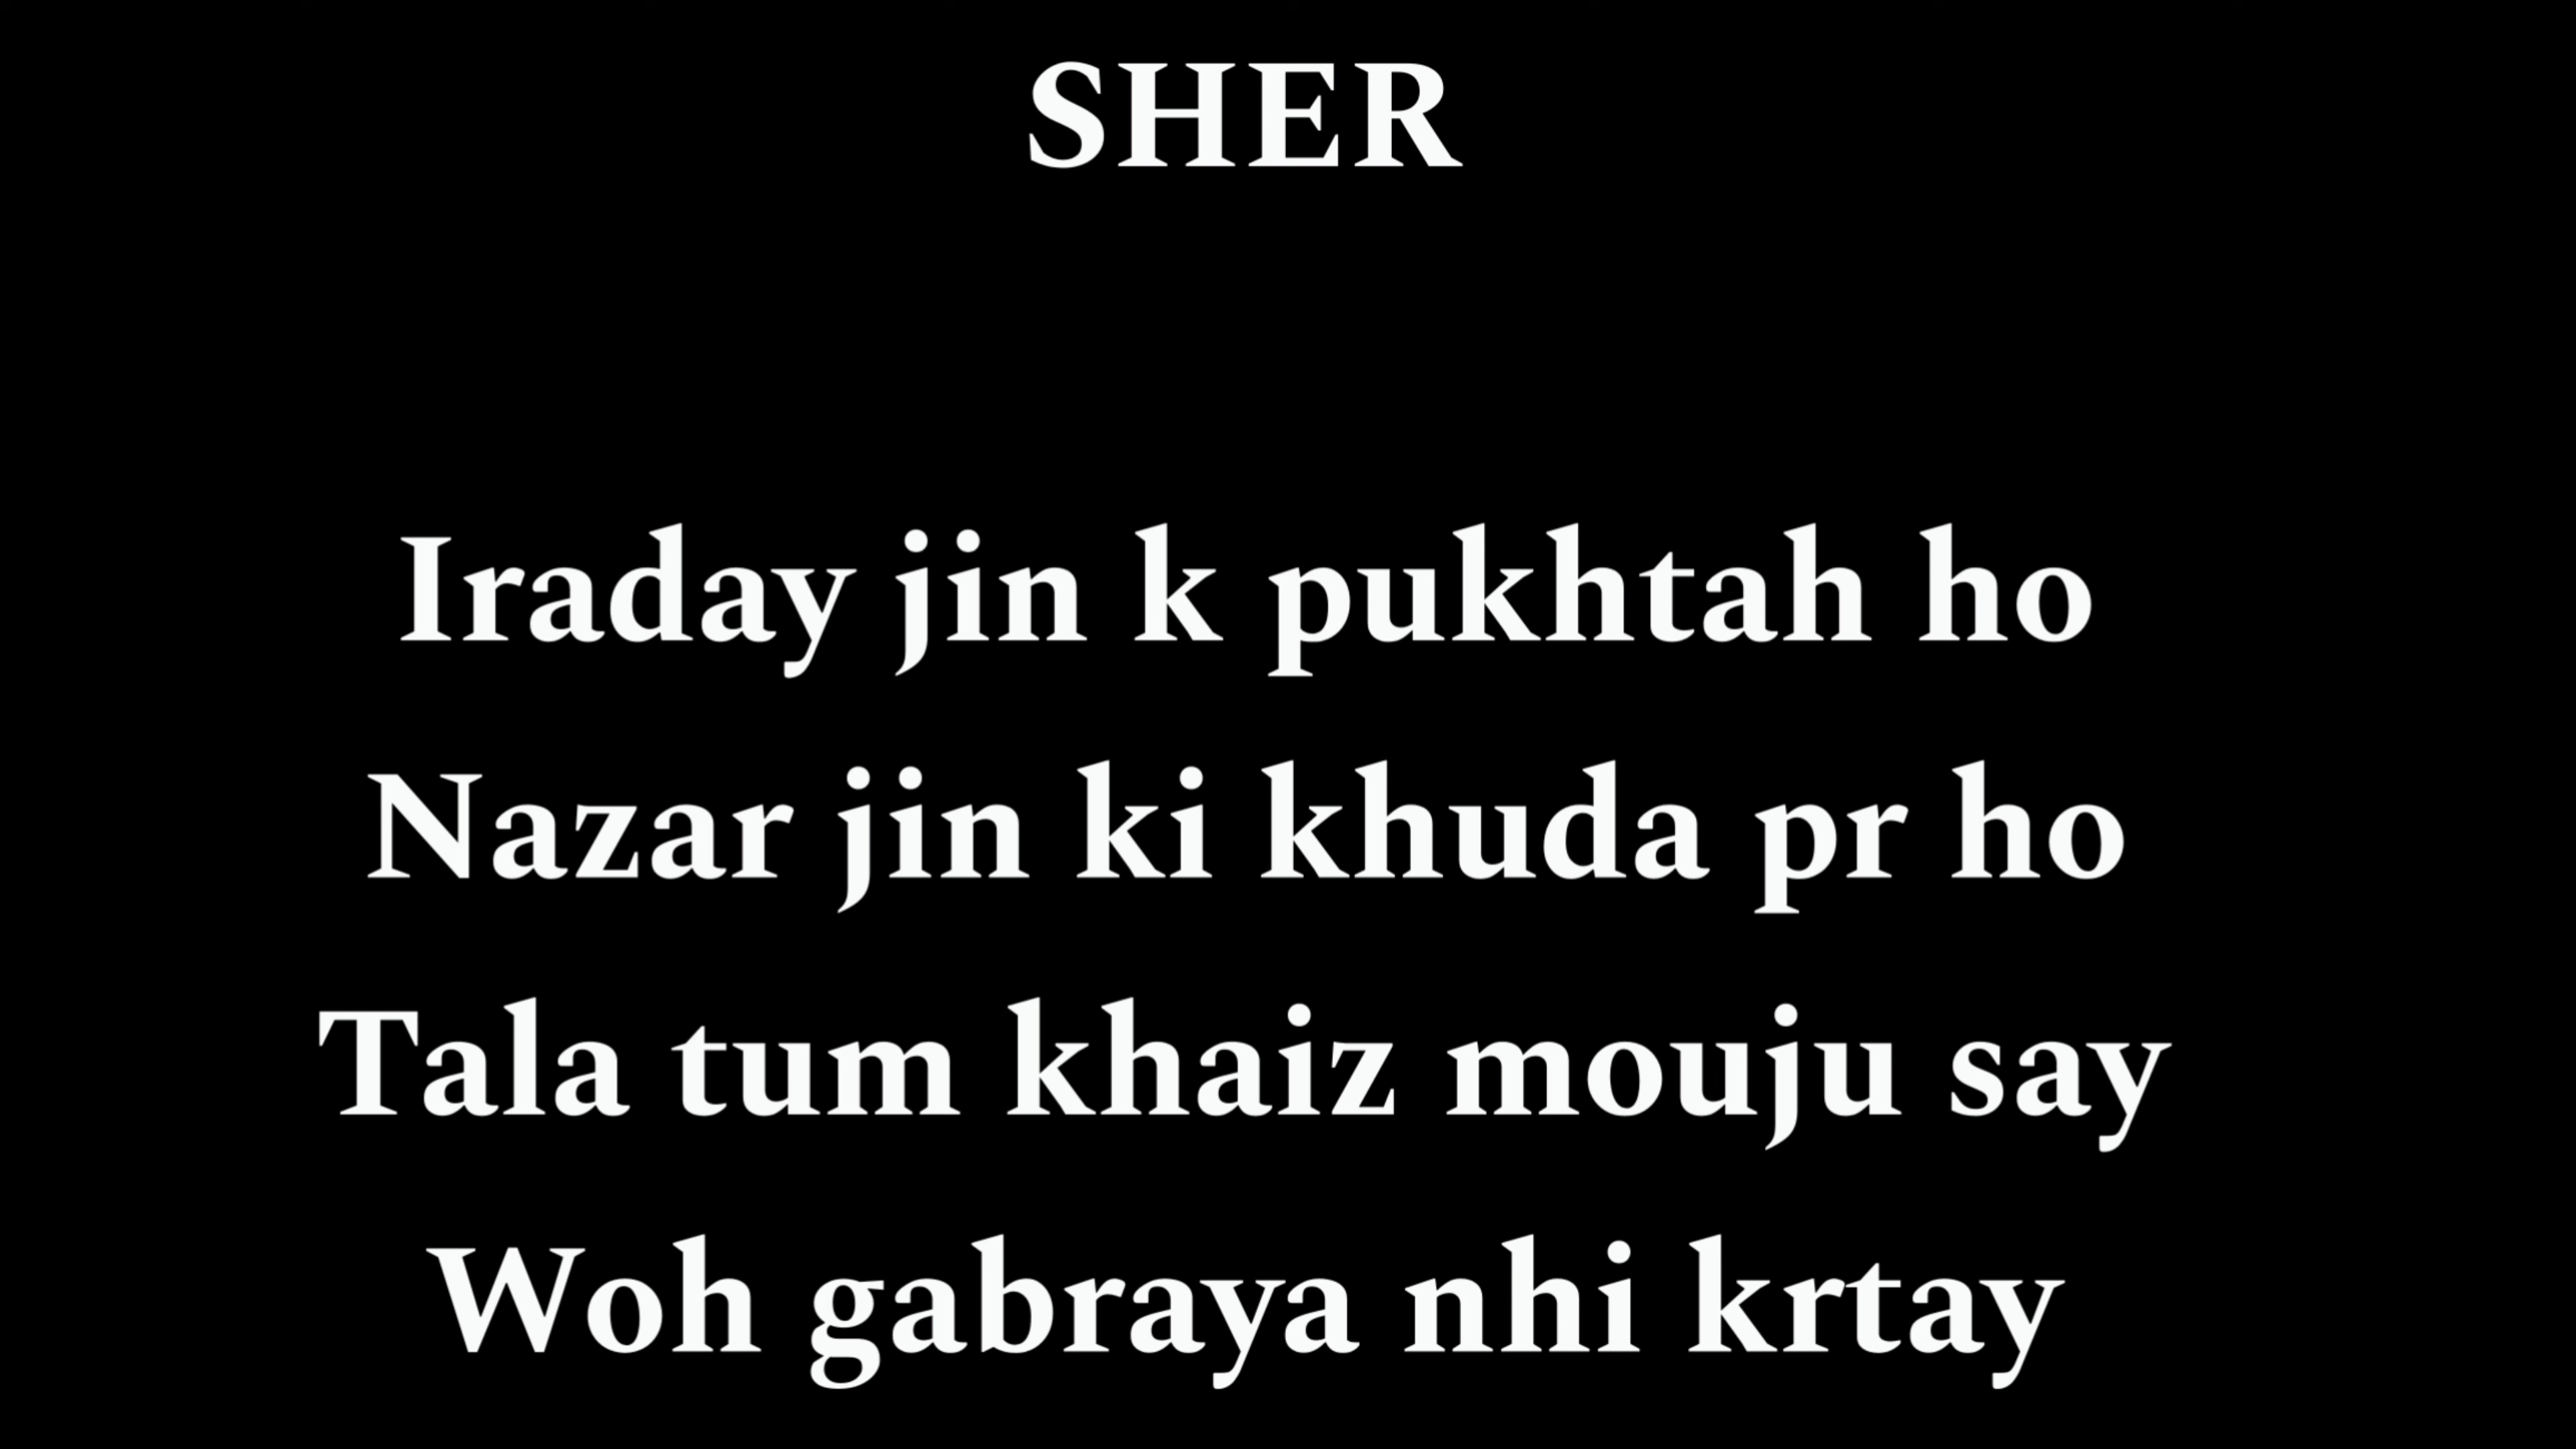 SHER
Iraday jin k pukhtah ho
Nazar jin ki khuda pr ho
Tala tum khaiz mouju say
Woh gabraya nhi krtay